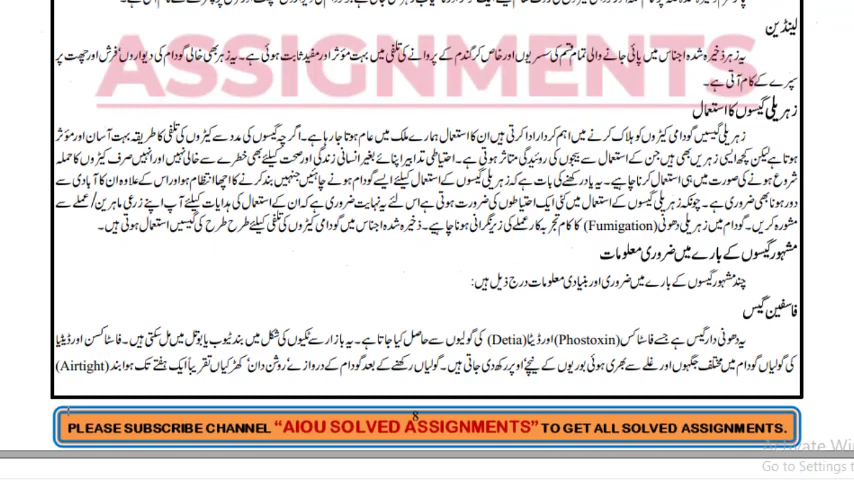 لینڈین
یہ زہر ذخیرہ شدہ اجناس میں پائی جانے والی تمام قسم کی سسریوں اور خاص کر گندم کے پروانے کی تلفی میں بہت مؤثر اور مفید ثابت ہوئی ہے۔ یہ زہر بھی خالی گودام کی دیواروں' فرش اور چھت پر
سپرے کے کام آتی ہے۔
ASSIGNMENTS
زہریلی گیسوں کا استعمال
زہریلی گیسیں گودامی کیڑوں کو ہلاک کرنے میں اہم کردار ادا کرتی ہیں ان کا استعمال ہمارے ملک میں عام ہوتا جا رہا ہے۔ اگرچہ گیسوں کی مدد سے کیڑوں کی تلفی کا طریقہ بہت آسان اور مؤثر
ہوتا ہے لیکن کچھ ایسی زہریں بھی ہیں جن کے استعمال سے بیجوں کی روئیدگی متاثر ہوتی ہے۔ احتیاطی تدابیر اپنائے بغیر انسانی زندگی اور صحت کیلئے بھی خطرے سے خالی نہیں اور انہیں صرف کیڑوں کا حملہ
شروع ہونے کی صورت میں ہی استعمال کرنا چاہیے۔ یہ یاد رکھنے کی بات ہے کہ زہریلی گیسوں کے استعمال کیلئے ایسے گودام ہونے چاہئیں جنہیں بند کرنے کا اچھا انتظام ہو اور اس کے علاوہ ان کا آبادی سے
دور ہونا بھی ضروری ہے۔ چونکہ زہریلی گیسوں کے استعمال میں کئی ایک احتیاطوں کی ضرورت ہوتی ہے اس لئے یہ نہایت ضروری ہے کہ ان کے استعمال کی ہدایات کیلئے آپ اپنے زرعی ماہرین/عملے سے
مشورہ کریں۔ گودام میں زہریلی دھونی (Fumigation) کا کام تجربہ کار عملے کی زیر نگرانی ہونا چاہیے۔ ذخیرہ شدہ اجناس میں گودامی کیڑوں کی تلفی کیلئے طرح طرح کی گیسیں استعمال ہوتی ہیں۔
مشہور گیسوں کے بارے میں ضروری معلومات
چند مشہور گیسوں کے بارے میں ضروری اور بنیادی معلومات درج ذیل ہیں:
فاسفین گیس
یہ دھونی دار گیس ہے جسے فاسٹاکس (Phostoxin) اور ڈیٹیا (Detia) کی گولیوں سے حاصل کیا جاتا ہے۔ یہ بازار سے ٹکیوں کی شکل میں بند ٹیوب یا بوتل میں مل سکتی ہیں۔ فاسٹاکسن اور ڈیٹیا
کی گولیاں گودام میں مختلف جگہوں اور غلے سے بھری ہوئی بوریوں کے نیچے' اوپر رکھ دی جاتی ہیں۔ گولیاں رکھنے کے بعد گودام کے دروازے' روشن دان' کھڑکیاں تقریباً ایک ہفتے تک ہوا بند (Airtight)
8
PLEASE SUBSCRIBE CHANNEL “AIOU SOLVED ASSIGNMENTS” TO GET ALL SOLVED ASSIGNMENTS.
Activate Win
Go to Settings t